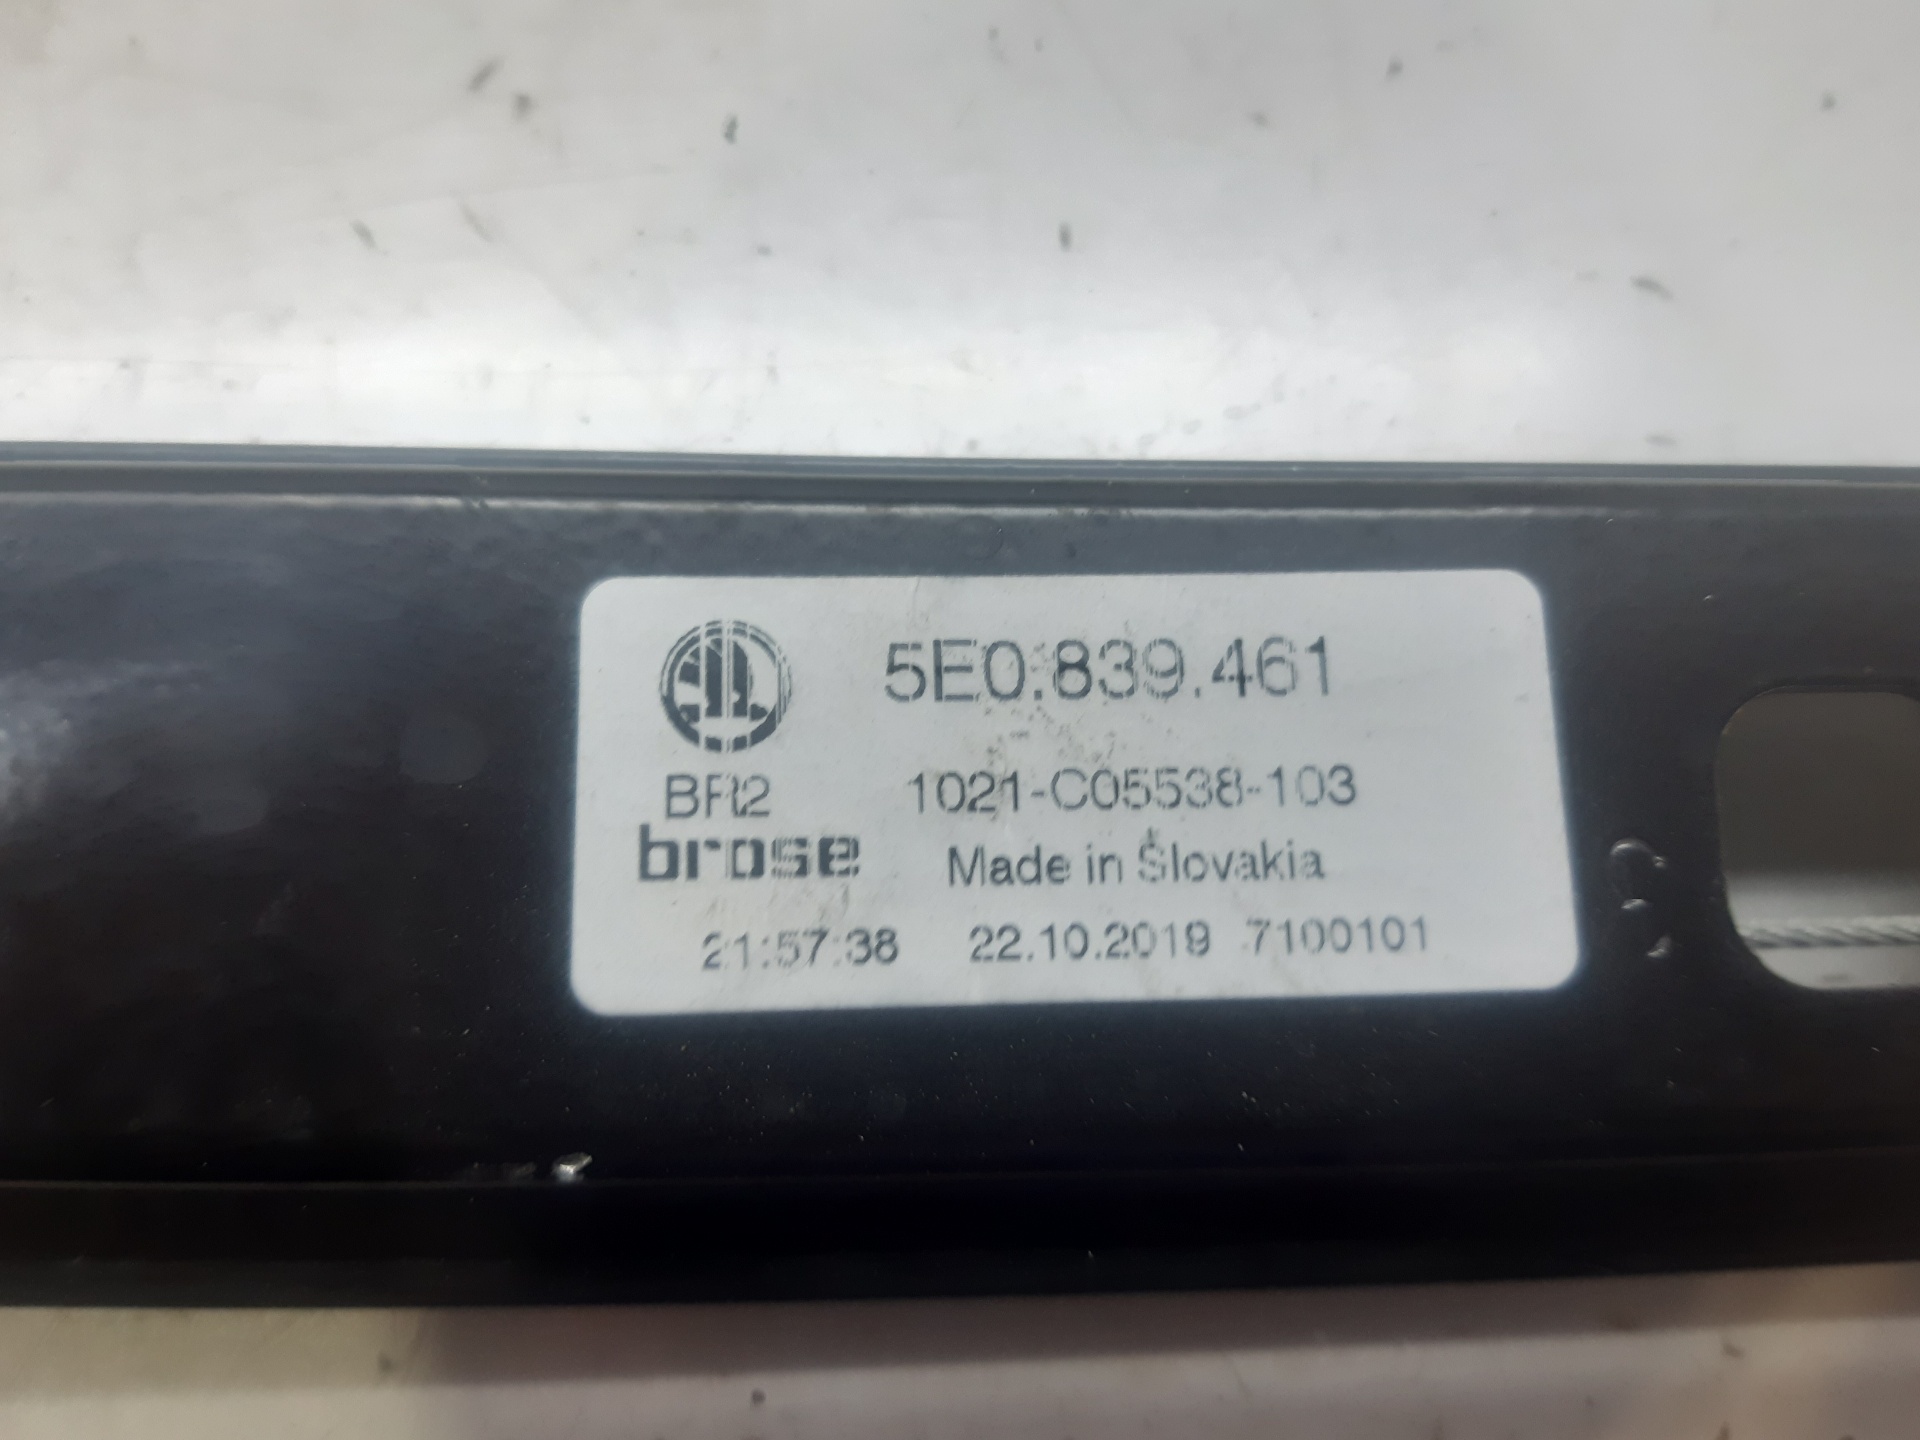 5E0.839.461
BR2 1021-C05538-103
brose Made in Slovakia
21:57:38 22.10.2019 7100101